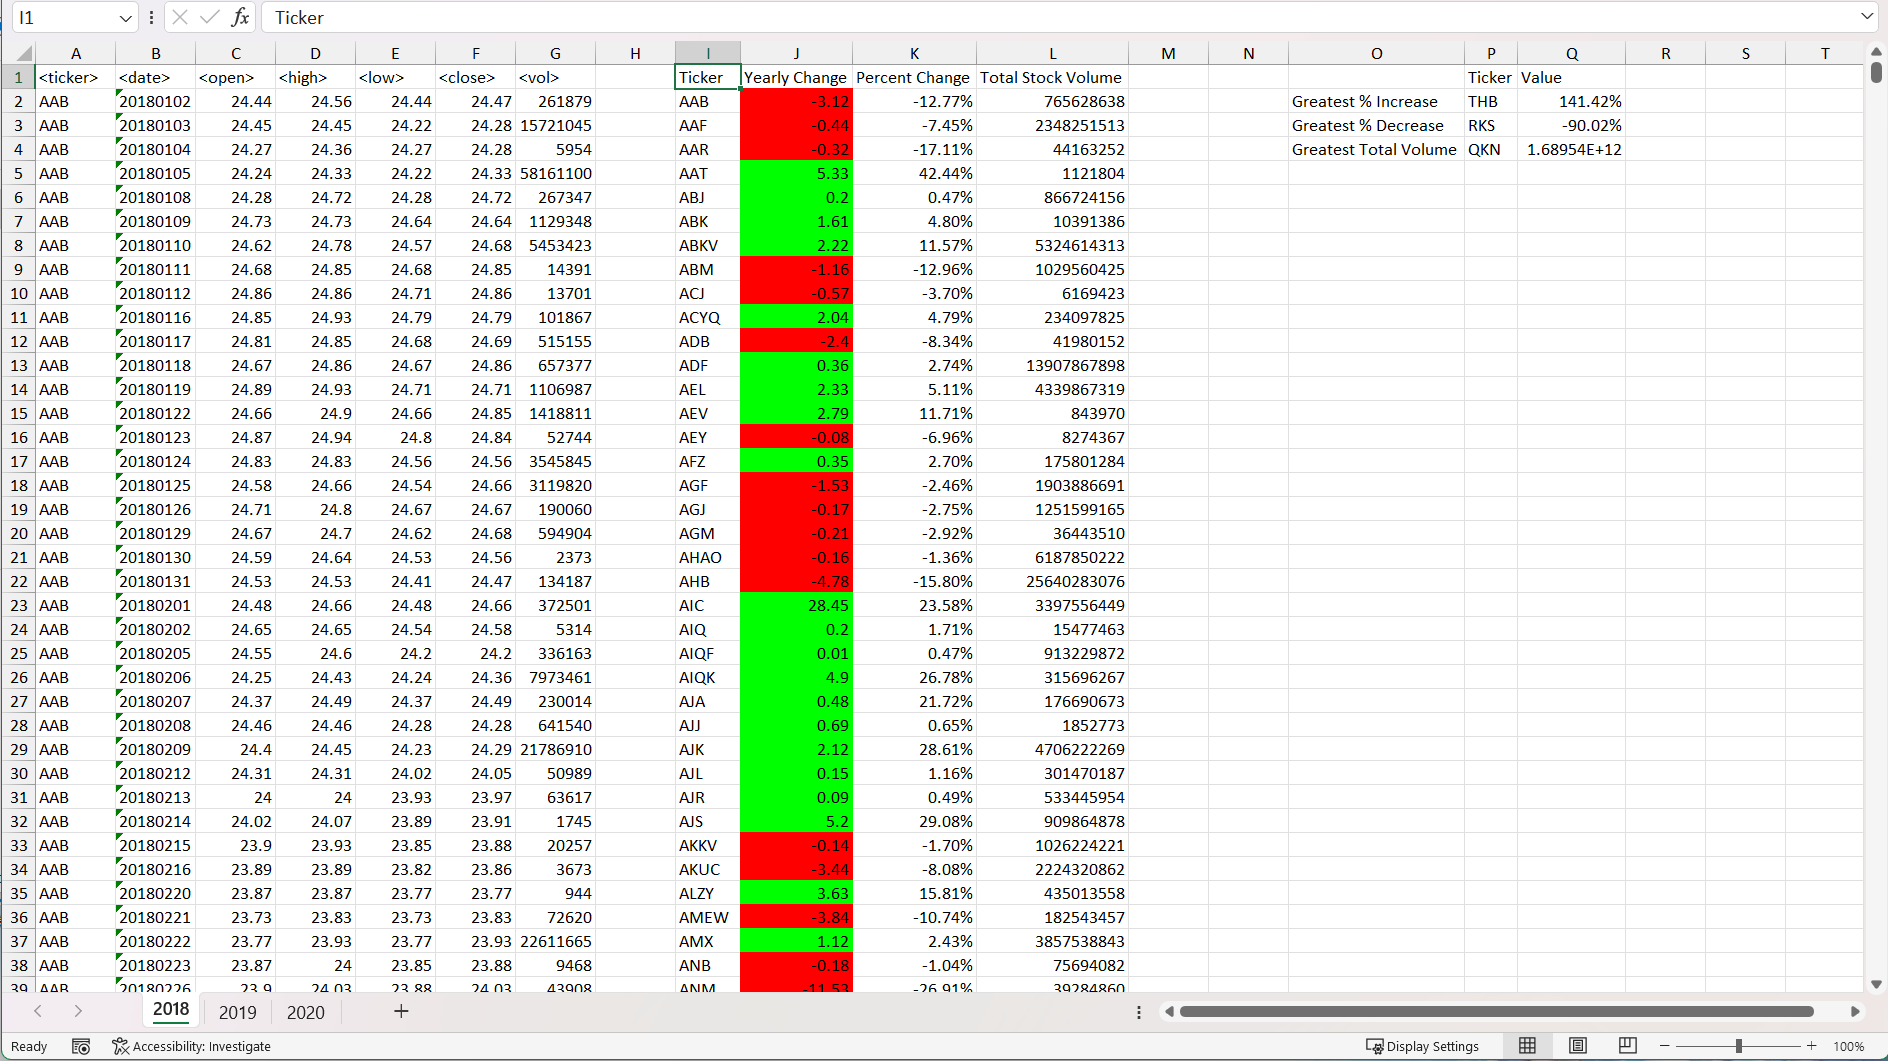 I1 fx Ticker
A B C D E F G H I J K L M N O P Q R S T
1 <ticker> <date> <open> <high> <low> <close> <vol> Ticker Yearly Change Percent Change Total Stock Volume Ticker Value
2 AAB 20180102 24.44 24.56 24.44 24.47 261879 AAB -3.12 -12.77% 765628638 Greatest % Increase THB 141.42%
3 AAB 20180103 24.45 24.45 24.22 24.28 15721045 AAF -0.44 -7.45% 2348251513 Greatest % Decrease RKS -90.02%
4 AAB 20180104 24.27 24.36 24.27 24.28 5954 AAR -0.32 -17.11% 44163252 Greatest Total Volume QKN 1.68954E+12
5 AAB 20180105 24.24 24.33 24.22 24.33 58161100 AAT 5.33 42.44% 1121804
6 AAB 20180108 24.28 24.72 24.28 24.72 267347 ABJ 0.2 0.47% 866724156
7 AAB 20180109 24.73 24.73 24.64 24.64 1129348 ABK 1.61 4.80% 10391386
8 AAB 20180110 24.62 24.78 24.57 24.68 5453423 ABKV 2.22 11.57% 5324614313
9 AAB 20180111 24.68 24.85 24.68 24.85 14391 ABM -1.16 -12.96% 1029560425
10 AAB 20180112 24.86 24.86 24.71 24.86 13701 ACJ -0.57 -3.70% 6169423
11 AAB 20180116 24.85 24.93 24.79 24.79 101867 ACYQ 2.04 4.79% 234097825
12 AAB 20180117 24.81 24.85 24.68 24.69 515155 ADB -2.4 -8.34% 41980152
13 AAB 20180118 24.67 24.86 24.67 24.86 657377 ADF 0.36 2.74% 13907867898
14 AAB 20180119 24.89 24.93 24.71 24.71 1106987 AEL 2.33 5.11% 4339867319
15 AAB 20180122 24.66 24.9 24.66 24.85 1418811 AEV 2.79 11.71% 843970
16 AAB 20180123 24.87 24.94 24.8 24.84 52744 AEY -0.08 -6.96% 8274367
17 AAB 20180124 24.83 24.83 24.56 24.56 3545845 AFZ 0.35 2.70% 175801284
18 AAB 20180125 24.58 24.66 24.54 24.66 3119820 AGF -1.53 -2.46% 1903886691
19 AAB 20180126 24.71 24.8 24.67 24.67 190060 AGJ -0.17 -2.75% 1251599165
20 AAB 20180129 24.67 24.7 24.62 24.68 594904 AGM -0.21 -2.92% 36443510
21 AAB 20180130 24.59 24.64 24.53 24.56 2373 AHAO -0.16 -1.36% 6187850222
22 AAB 20180131 24.53 24.53 24.41 24.47 134187 AHB -4.78 -15.80% 25640283076
23 AAB 20180201 24.48 24.66 24.48 24.66 372501 AIC 28.45 23.58% 3397556449
24 AAB 20180202 24.65 24.65 24.54 24.58 5314 AIQ 0.2 1.71% 15477463
25 AAB 20180205 24.55 24.6 24.2 24.2 336163 AIQF 0.01 0.47% 913229872
26 AAB 20180206 24.25 24.43 24.24 24.36 7973461 AIQK 4.9 26.78% 315696267
27 AAB 20180207 24.37 24.49 24.37 24.49 230014 AJA 0.48 21.72% 176690673
28 AAB 20180208 24.46 24.46 24.28 24.28 641540 AJJ 0.69 0.65% 1852773
29 AAB 20180209 24.4 24.45 24.23 24.29 21786910 AJK 2.12 28.61% 4706222269
30 AAB 20180212 24.31 24.31 24.02 24.05 50989 AJL 0.15 1.16% 301470187
31 AAB 20180213 24 24 23.93 23.97 63617 AJR 0.09 0.49% 533445954
32 AAB 20180214 24.02 24.07 23.89 23.91 1745 AJS 5.2 29.08% 909864878
33 AAB 20180215 23.9 23.93 23.85 23.88 20257 AKKV -0.14 -1.70% 1026224221
34 AAB 20180216 23.89 23.89 23.82 23.86 3673 AKUC -3.44 -8.08% 2224320862
35 AAB 20180220 23.87 23.87 23.77 23.77 944 ALZY 3.63 15.81% 435013558
36 AAB 20180221 23.73 23.83 23.73 23.83 72620 AMEW -3.84 -10.74% 182543457
37 AAB 20180222 23.77 23.93 23.77 23.93 22611665 AMX 1.12 2.43% 3857538843
38 AAB 20180223 23.87 24 23.85 23.88 9468 ANB -0.18 -1.04% 75694082
39 AAB 20180226 23.9 24.03 23.88 24.03 43908 ANM -11.53 -26.91% 39284860
2018 2019 2020
Ready Accessibility: Investigate Display Settings 100%